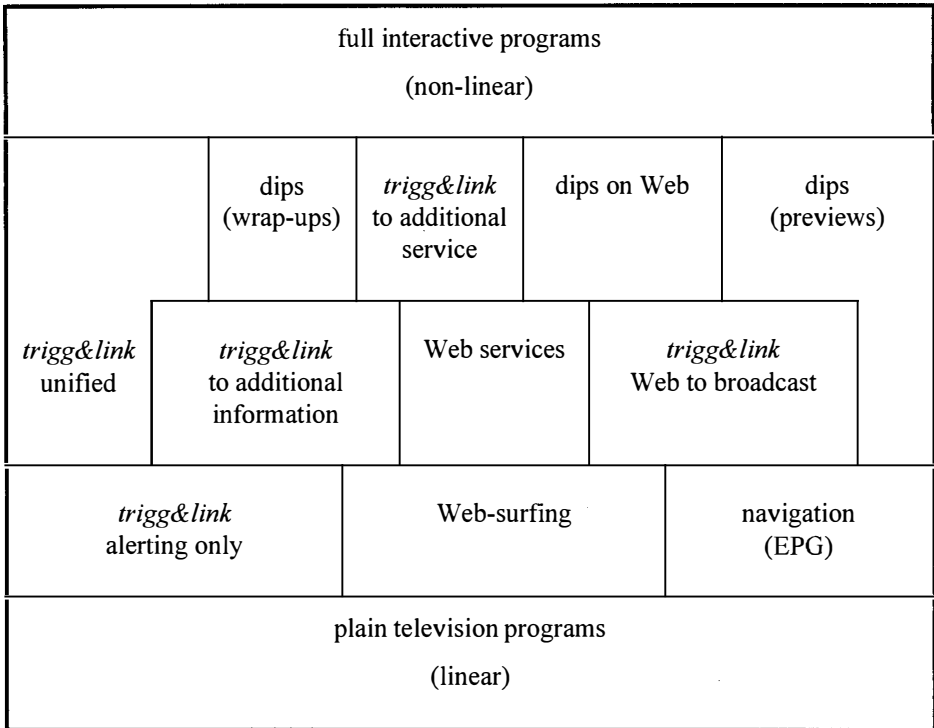 full interactive programs
(non-linear)
dips
(wrap-ups)
trigg&link
to additional
service
dips on Web
dips
(previews)
trigg&link
unified
trigg&link
to additional
information
Web services
trigg&link
Web to broadcast
trigg&link
alerting only
Web-surfing
navigation
(EPG)
plain television programs
(linear)